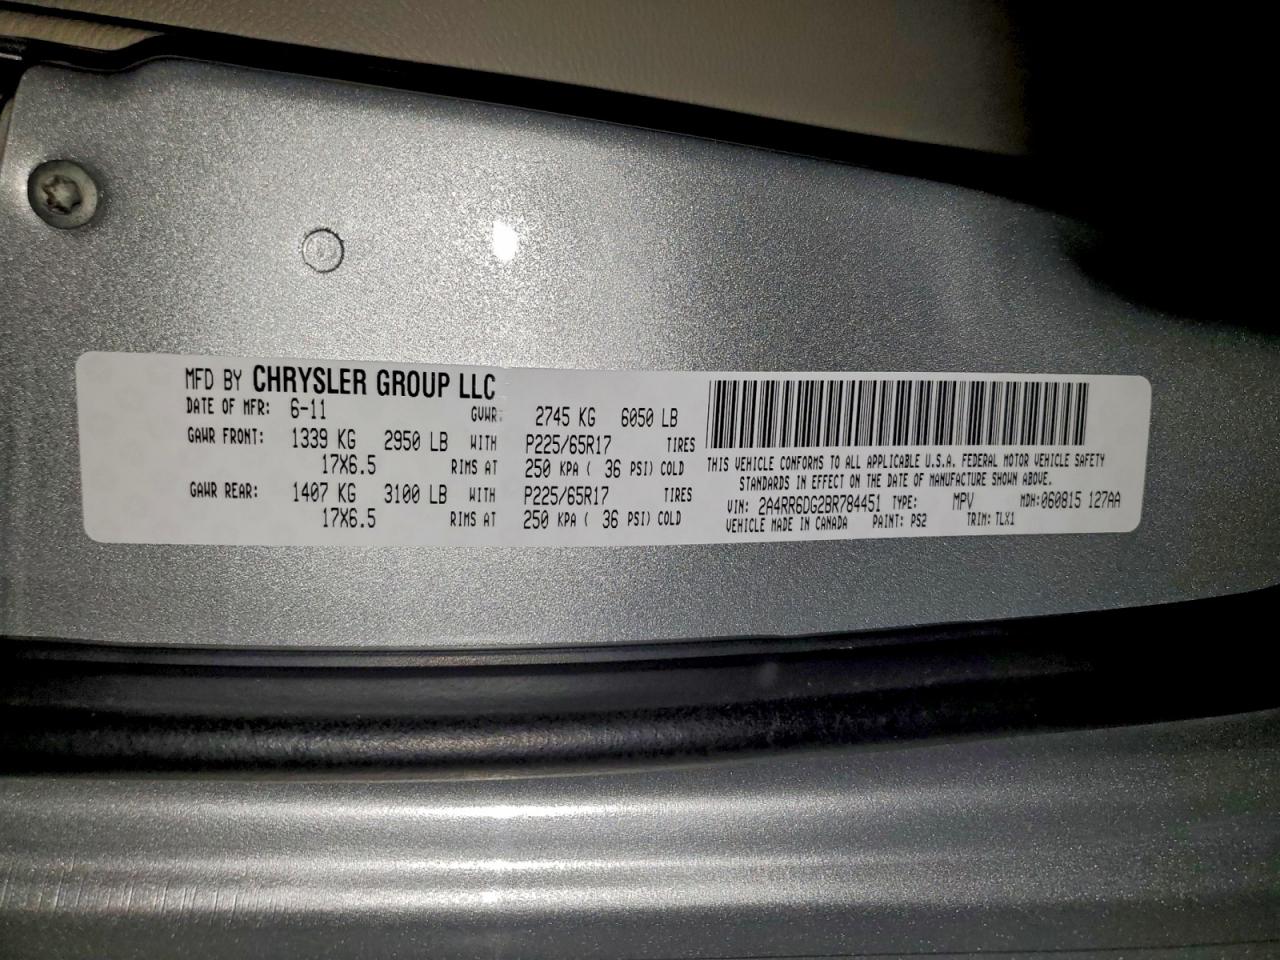 MFD BY CHRYSLER GROUP LLC
DATE OF MFR: 6-11 GVWR: 2745 KG 6050 LB
GAWR FRONT: 1339 KG 2950 LB WITH P225/65R17 TIRES
17X6.5 RIMS AT 250 KPA ( 36 PSI) COLD
GAWR REAR: 1407 KG 3100 LB WITH P225/65R17 TIRES
17X6.5 RIMS AT 250 KPA ( 36 PSI) COLD
THIS VEHICLE CONFORMS TO ALL APPLICABLE U.S.A. FEDERAL MOTOR VEHICLE SAFETY
STANDARDS IN EFFECT ON THE DATE OF MANUFACTURE SHOWN ABOVE.
VIN: 2A4RR6DG2BR784451 TYPE: MPV MDH:060815 127AA
VEHICLE MADE IN CANADA PAINT: PS2 TRIM: TLX1